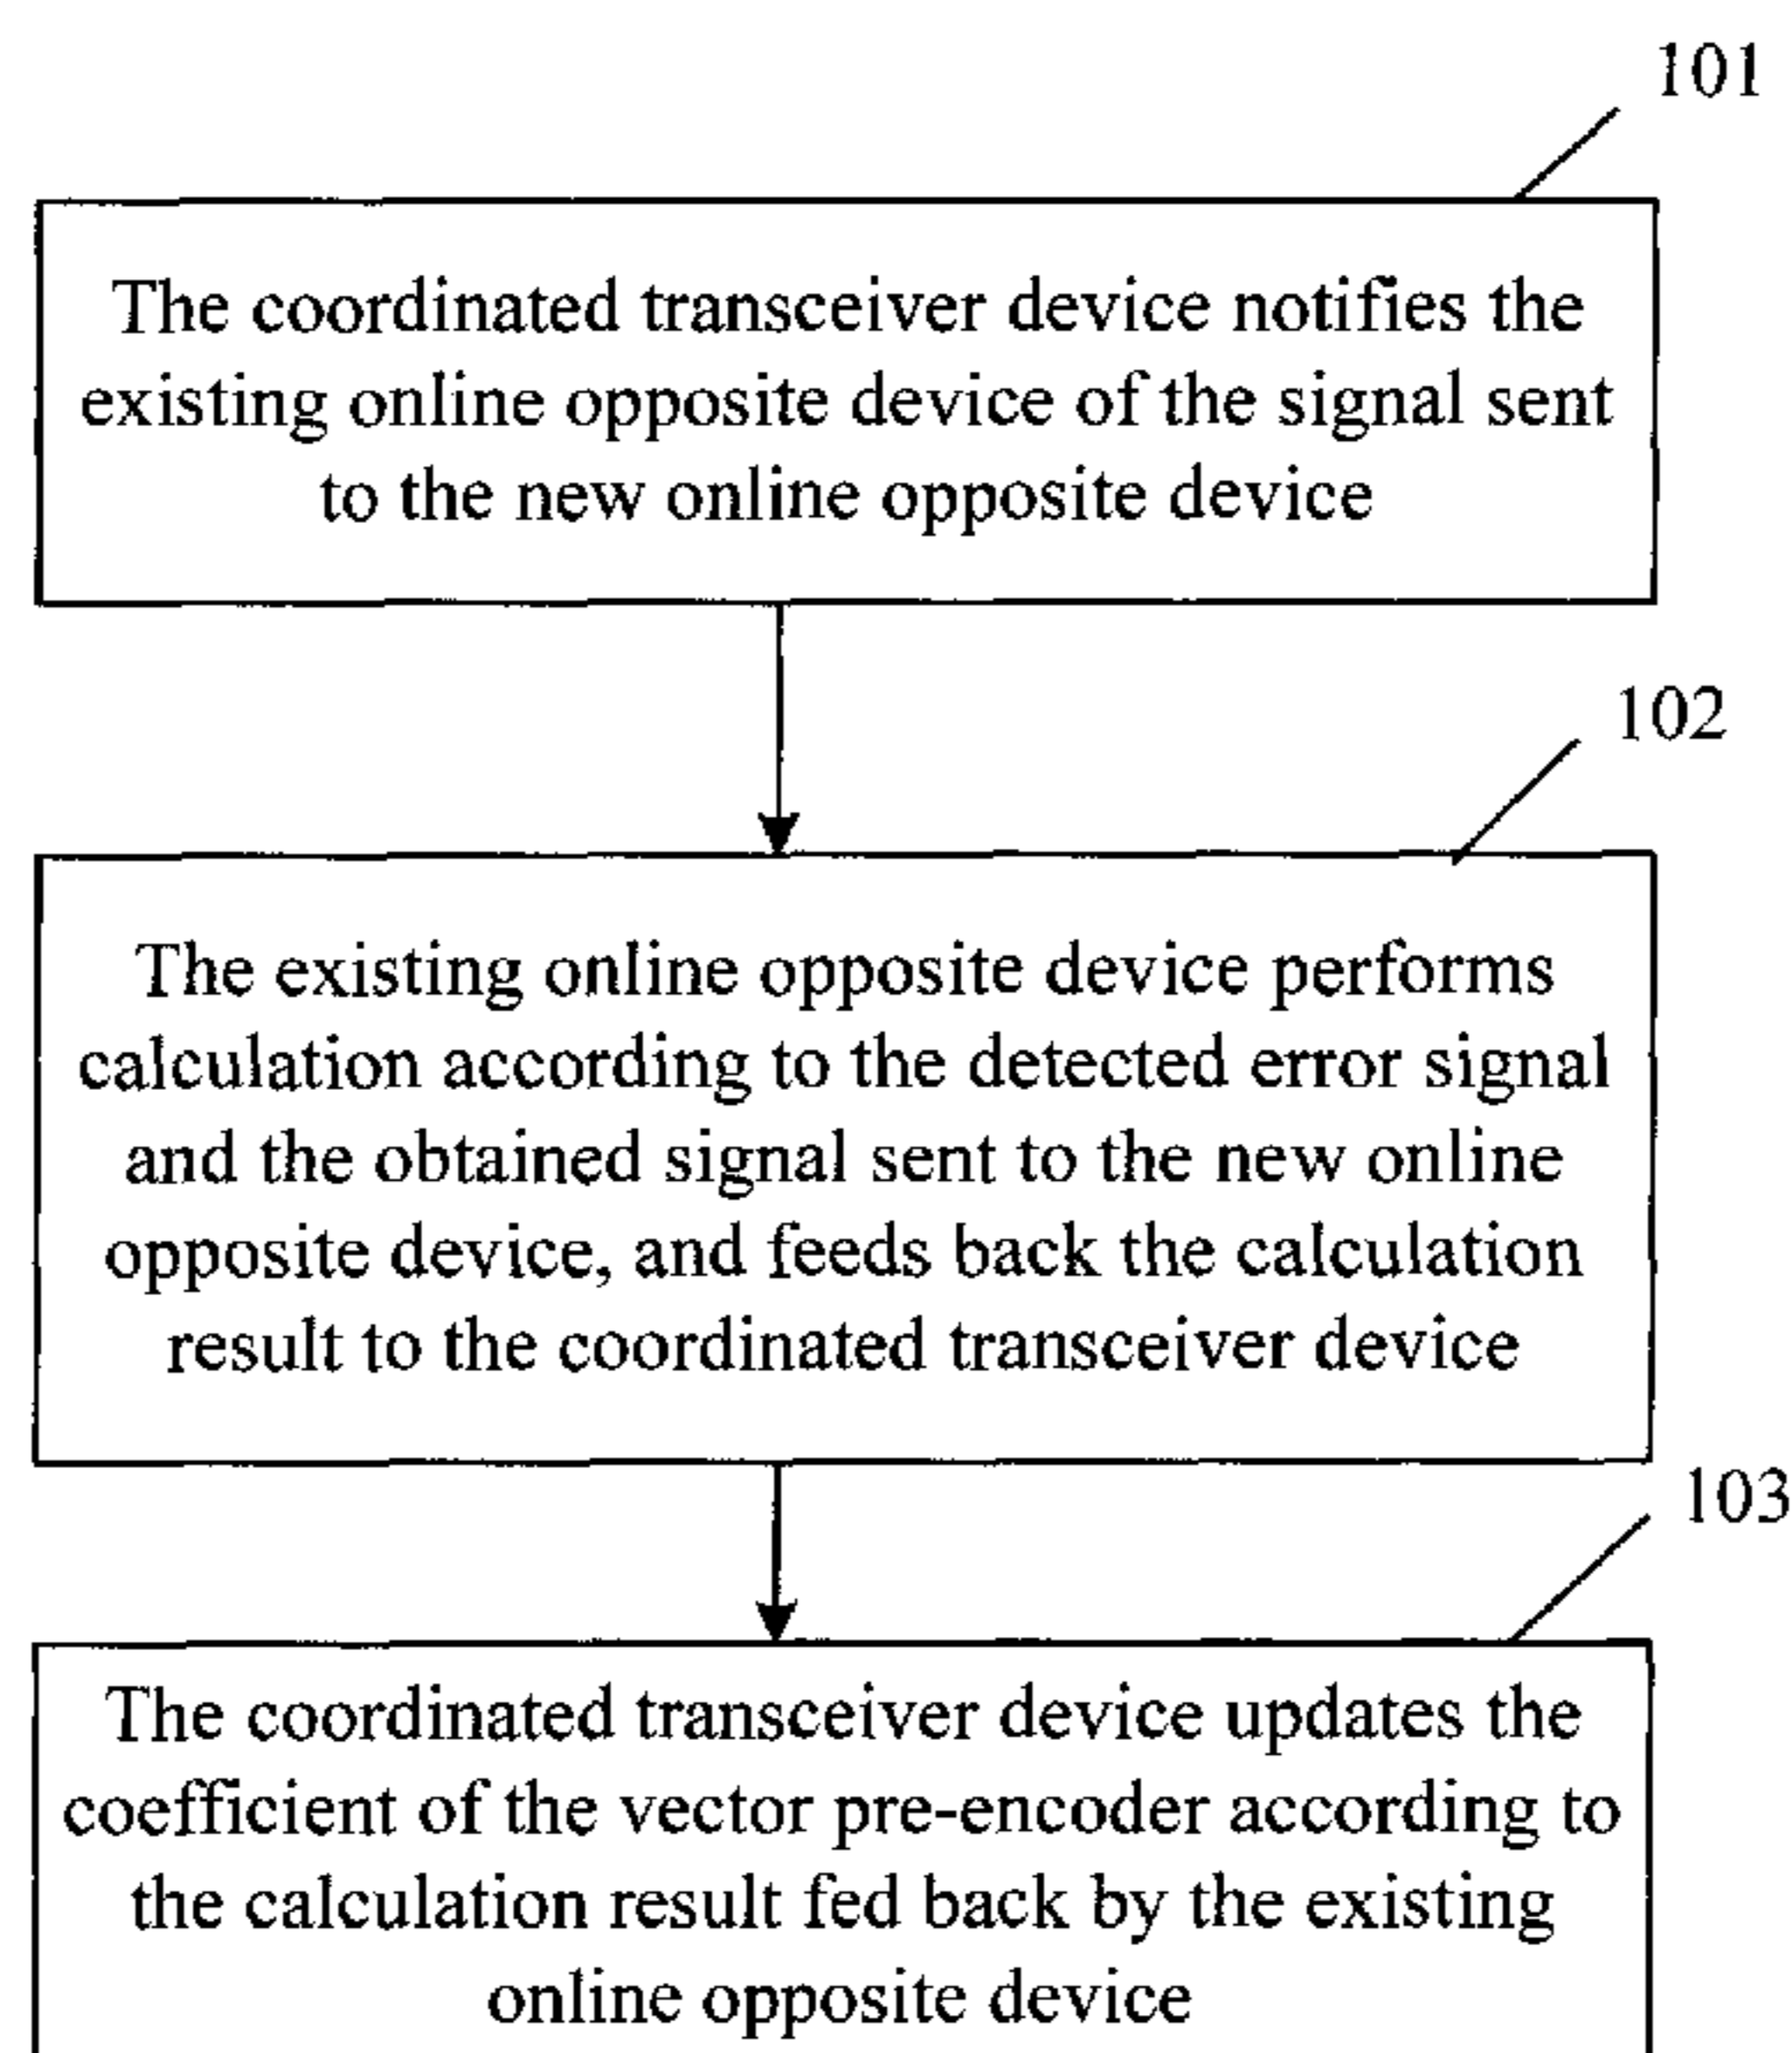 101
The coordinated transceiver device notifies the
existing online opposite device of the signal sent
to the new online opposite device
102
The existing online opposite device performs
calculation according to the detected error signal
and the obtained signal sent to the new online
opposite device, and feeds back the calculation
result to the coordinated transceiver device
103
The coordinated transceiver device updates the
coefficient of the vector pre-encoder according to
the calculation result fed back by the existing
online opposite device